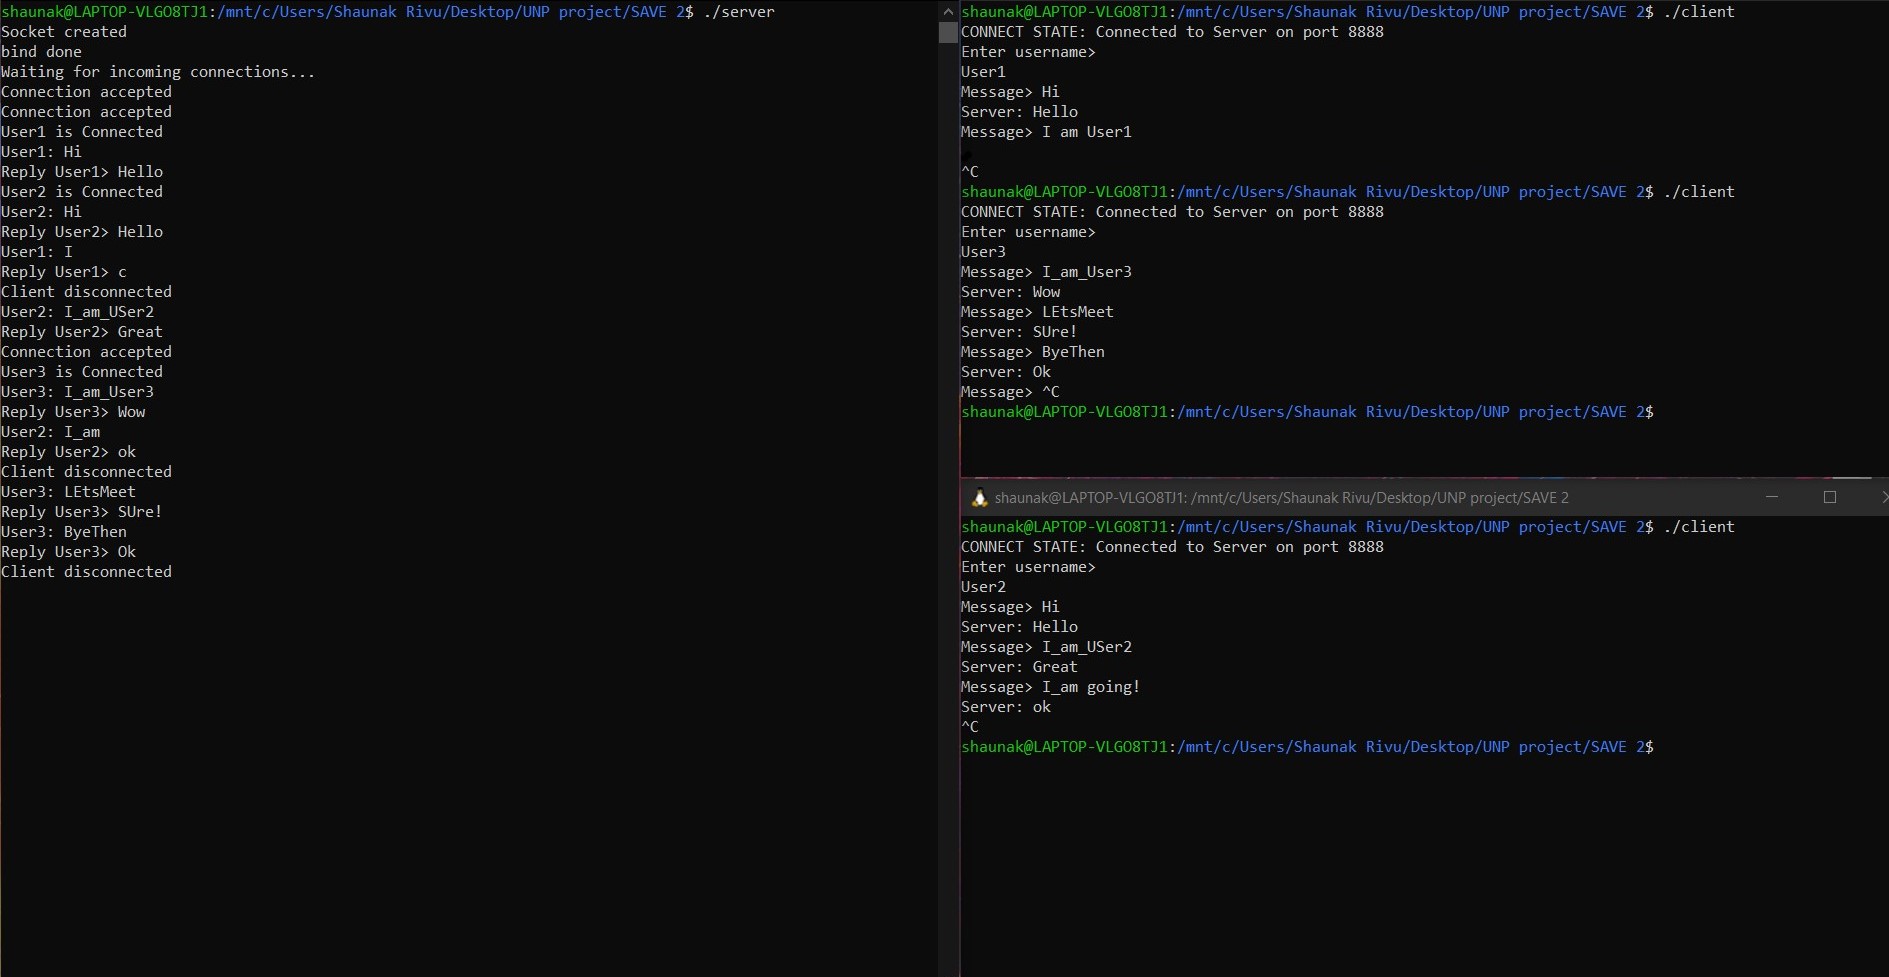 shaunak@LAPTOP-VLGO8TJ1:/mnt/c/Users/Shaunak Rivu/Desktop/UNP project/SAVE 2$ ./server
Socket created
bind done
Waiting for incoming connections...
Connection accepted
Connection accepted
User1 is Connected
User1: Hi
Reply User1> Hello
User2 is Connected
User2: Hi
Reply User2> Hello
User1: I
Reply User1> c
Client disconnected
User2: I_am_USer2
Reply User2> Great
Connection accepted
User3 is Connected
User3: I_am_User3
Reply User3> Wow
User2: I_am
Reply User2> ok
Client disconnected
User3: LEtsMeet
Reply User3> SUre!
User3: ByeThen
Reply User3> Ok
Client disconnected
shaunak@LAPTOP-VLGO8TJ1:/mnt/c/Users/Shaunak Rivu/Desktop/UNP project/SAVE 2$ ./client
CONNECT STATE: Connected to Server on port 8888
Enter username>
User1
Message> Hi
Server: Hello
Message> I am User1
^C
shaunak@LAPTOP-VLGO8TJ1:/mnt/c/Users/Shaunak Rivu/Desktop/UNP project/SAVE 2$ ./client
CONNECT STATE: Connected to Server on port 8888
Enter username>
User3
Message> I_am_User3
Server: Wow
Message> LEtsMeet
Server: SUre!
Message> ByeThen
Server: Ok
Message> ^C
shaunak@LAPTOP-VLGO8TJ1:/mnt/c/Users/Shaunak Rivu/Desktop/UNP project/SAVE 2$
shaunak@LAPTOP-VLGO8TJ1: /mnt/c/Users/Shaunak Rivu/Desktop/UNP project/SAVE 2
shaunak@LAPTOP-VLGO8TJ1:/mnt/c/Users/Shaunak Rivu/Desktop/UNP project/SAVE 2$ ./client
CONNECT STATE: Connected to Server on port 8888
Enter username>
User2
Message> Hi
Server: Hello
Message> I_am_USer2
Server: Great
Message> I_am going!
Server: ok
^C
shaunak@LAPTOP-VLGO8TJ1:/mnt/c/Users/Shaunak Rivu/Desktop/UNP project/SAVE 2$